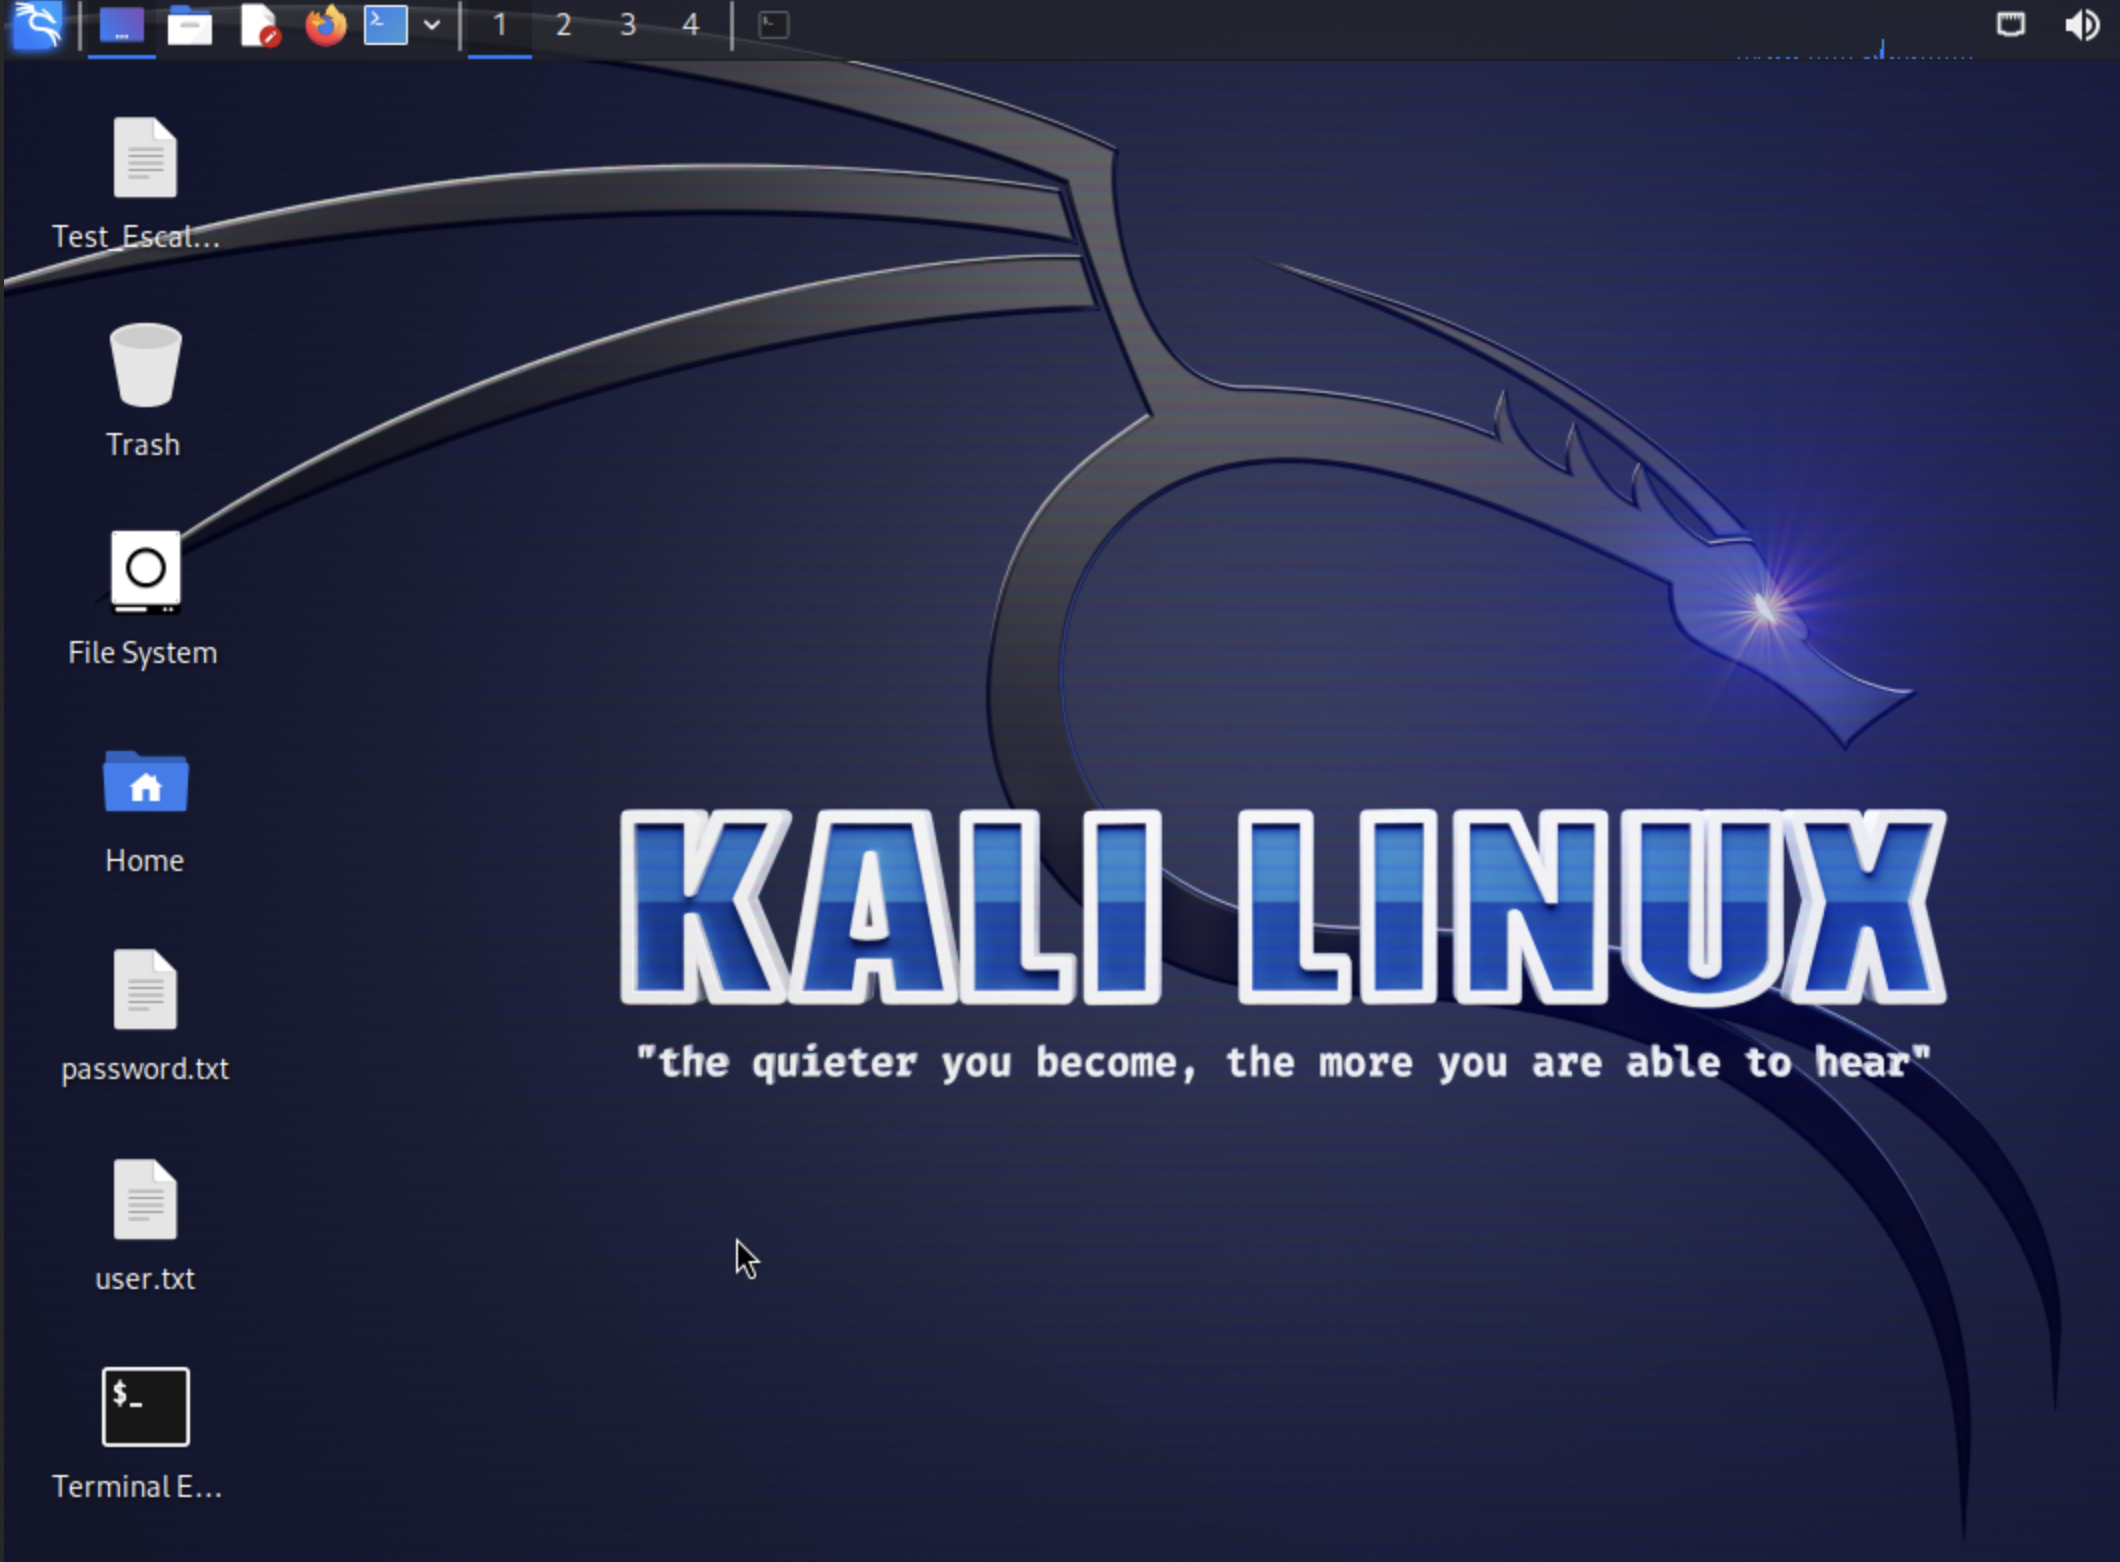 1 2 3 4
Test_Escal...
Trash
File System
Home
password.txt
user.txt
$_
Terminal E...
KALI LINUX
"the quieter you become, the more you are able to hear"